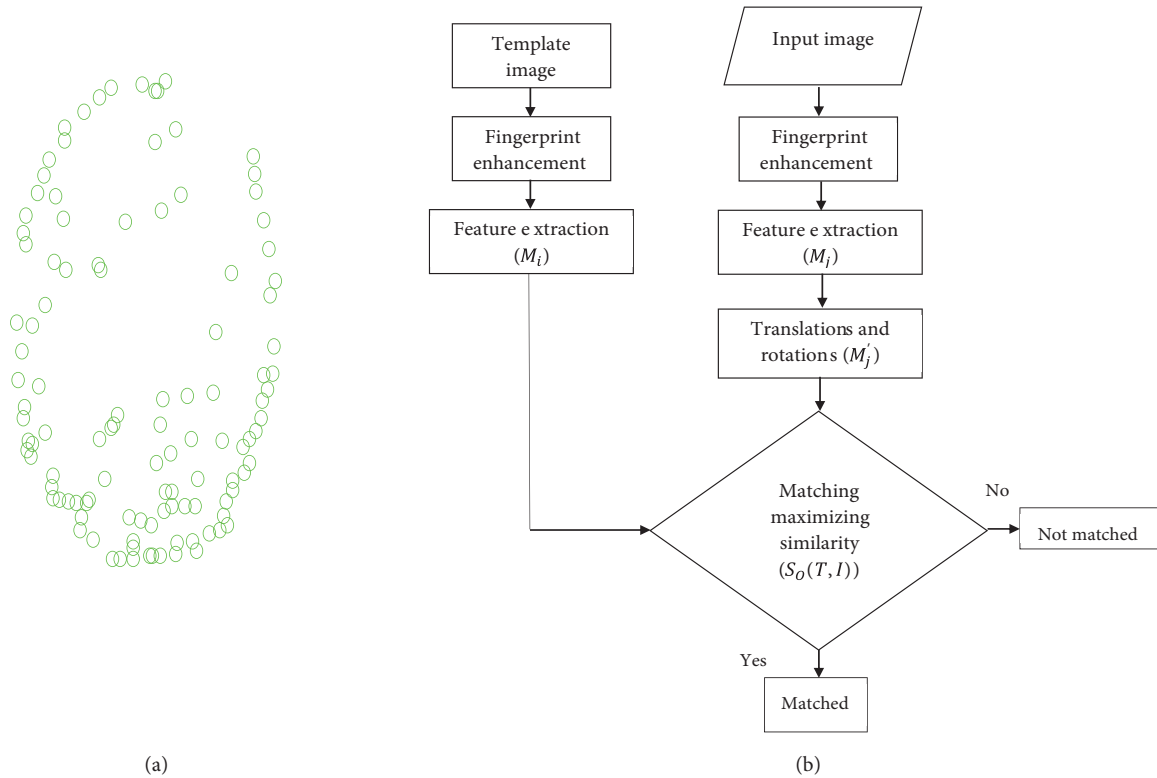 Template
image
Fingerprint
enhancement
Feature e xtraction
(M_i)
Input image
Fingerprint
enhancement
Feature e xtraction
(M_j)
Translations and
rotations (M_j^')
Matching
maximizing
similarity
(S_O(T, I))
No
Not matched
Yes
Matched
(a)
(b)